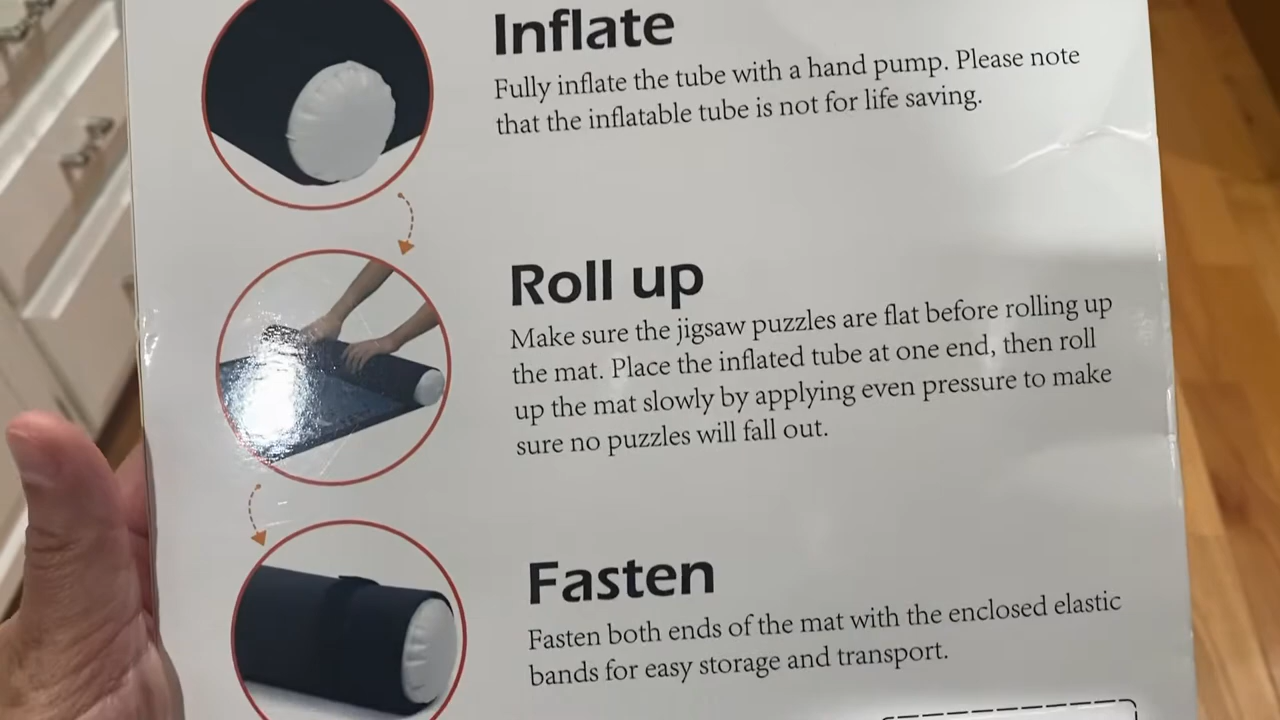 Inflate
Fully inflate the tube with a hand pump. Please note
that the inflatable tube is not for life saving.
Roll up
Make sure the jigsaw puzzles are flat before rolling up
the mat. Place the inflated tube at one end, then roll
up the mat slowly by applying even pressure to make
sure no puzzles will fall out.
Fasten
Fasten both ends of the mat with the enclosed elastic
bands for easy storage and transport.